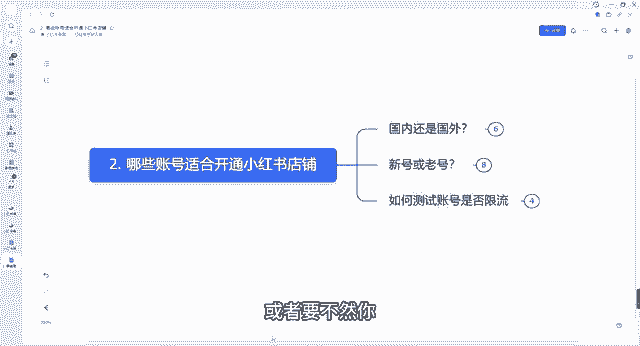 2. 哪些账号适合开通小红书店铺
国内还是国外？ 6
新号或老号？ 8
如何测试账号是否限流 4
或者要不然你